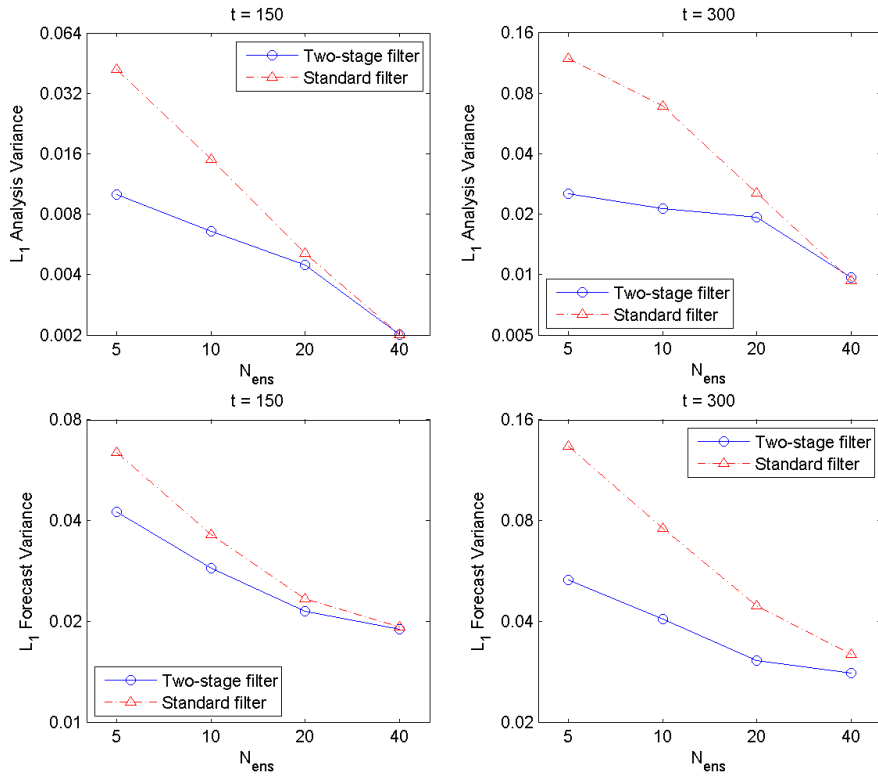 t = 150
0.064
0.032
0.016
0.008
0.004
0.002
L1 Analysis Variance
Two-stage filter
Standard filter
5 10 20 40
Nens
t = 300
0.16
0.08
0.04
0.02
0.01
0.005
L1 Analysis Variance
Two-stage filter
Standard filter
5 10 20 40
Nens
t = 150
0.08
0.04
0.02
0.01
L1 Forecast Variance
Two-stage filter
Standard filter
5 10 20 40
Nens
t = 300
0.16
0.08
0.04
0.02
L1 Forecast Variance
Two-stage filter
Standard filter
5 10 20 40
Nens